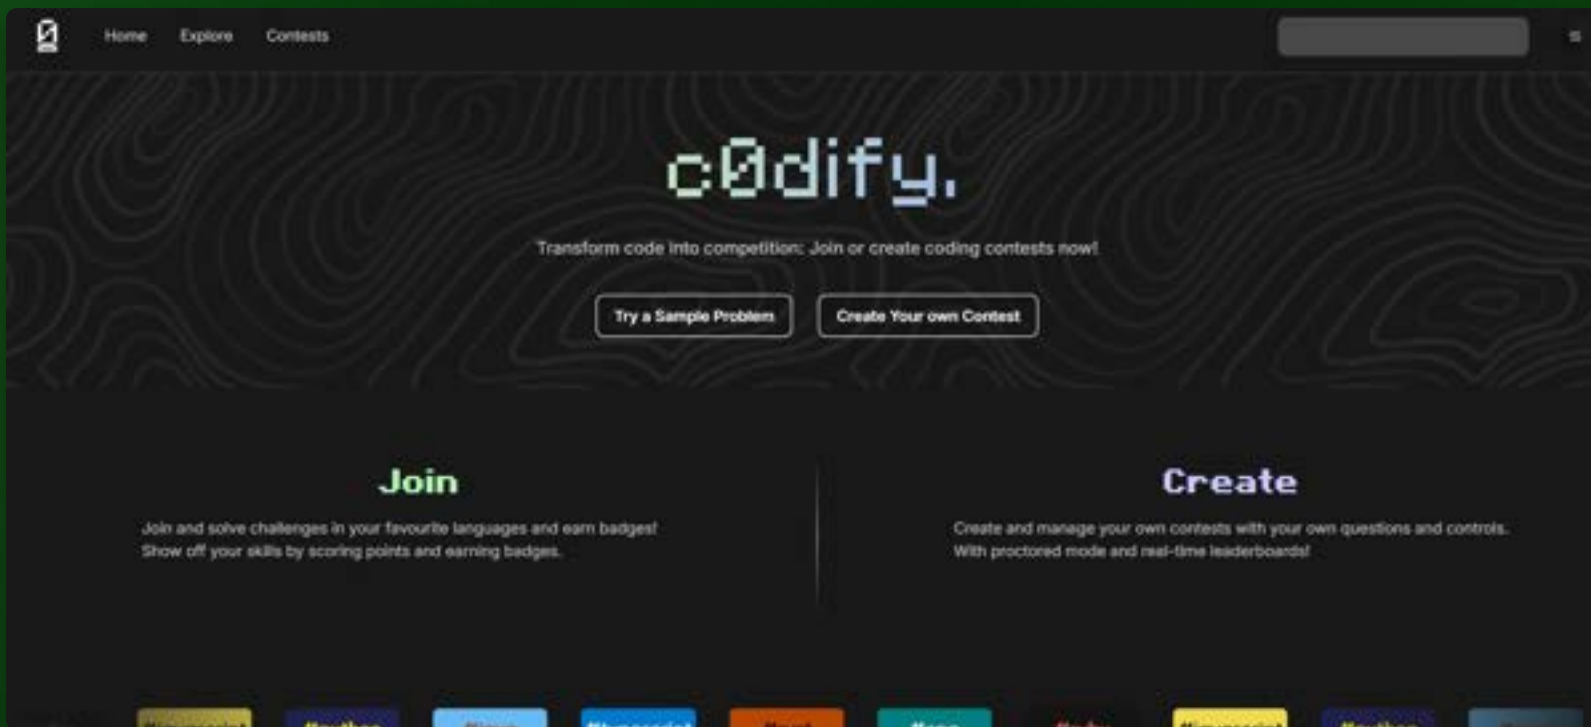 0
Home Explore Contests
c0dify.
Transform code into competition: Join or create coding contests now!
Try a Sample Problem Create Your own Contest
Join
Join and solve challenges in your favourite languages and earn badges!
Show off your skills by scoring points and earning badges.
Create
Create and manage your own contests with your own questions and controls.
With proctored mode and real-time leaderboards!